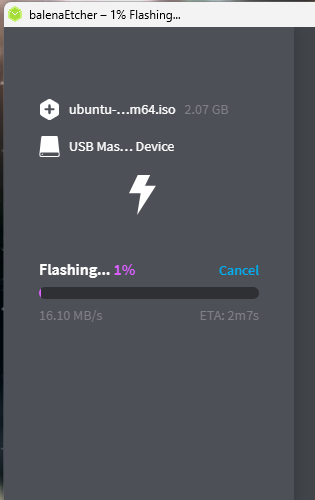 balenaEtcher – 1% Flashing...
ubuntu-...m64.iso 2.07 GB
USB Mas... Device
Flashing... 1% Cancel
16.10 MB/s ETA: 2m7s